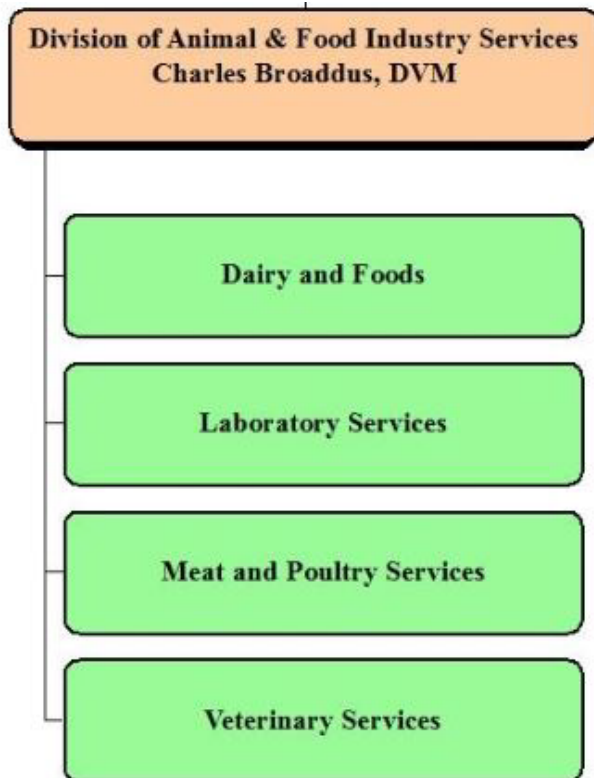 Division of Animal & Food Industry Services
Charles Broaddus, DVM
Dairy and Foods
Laboratory Services
Meat and Poultry Services
Veterinary Services